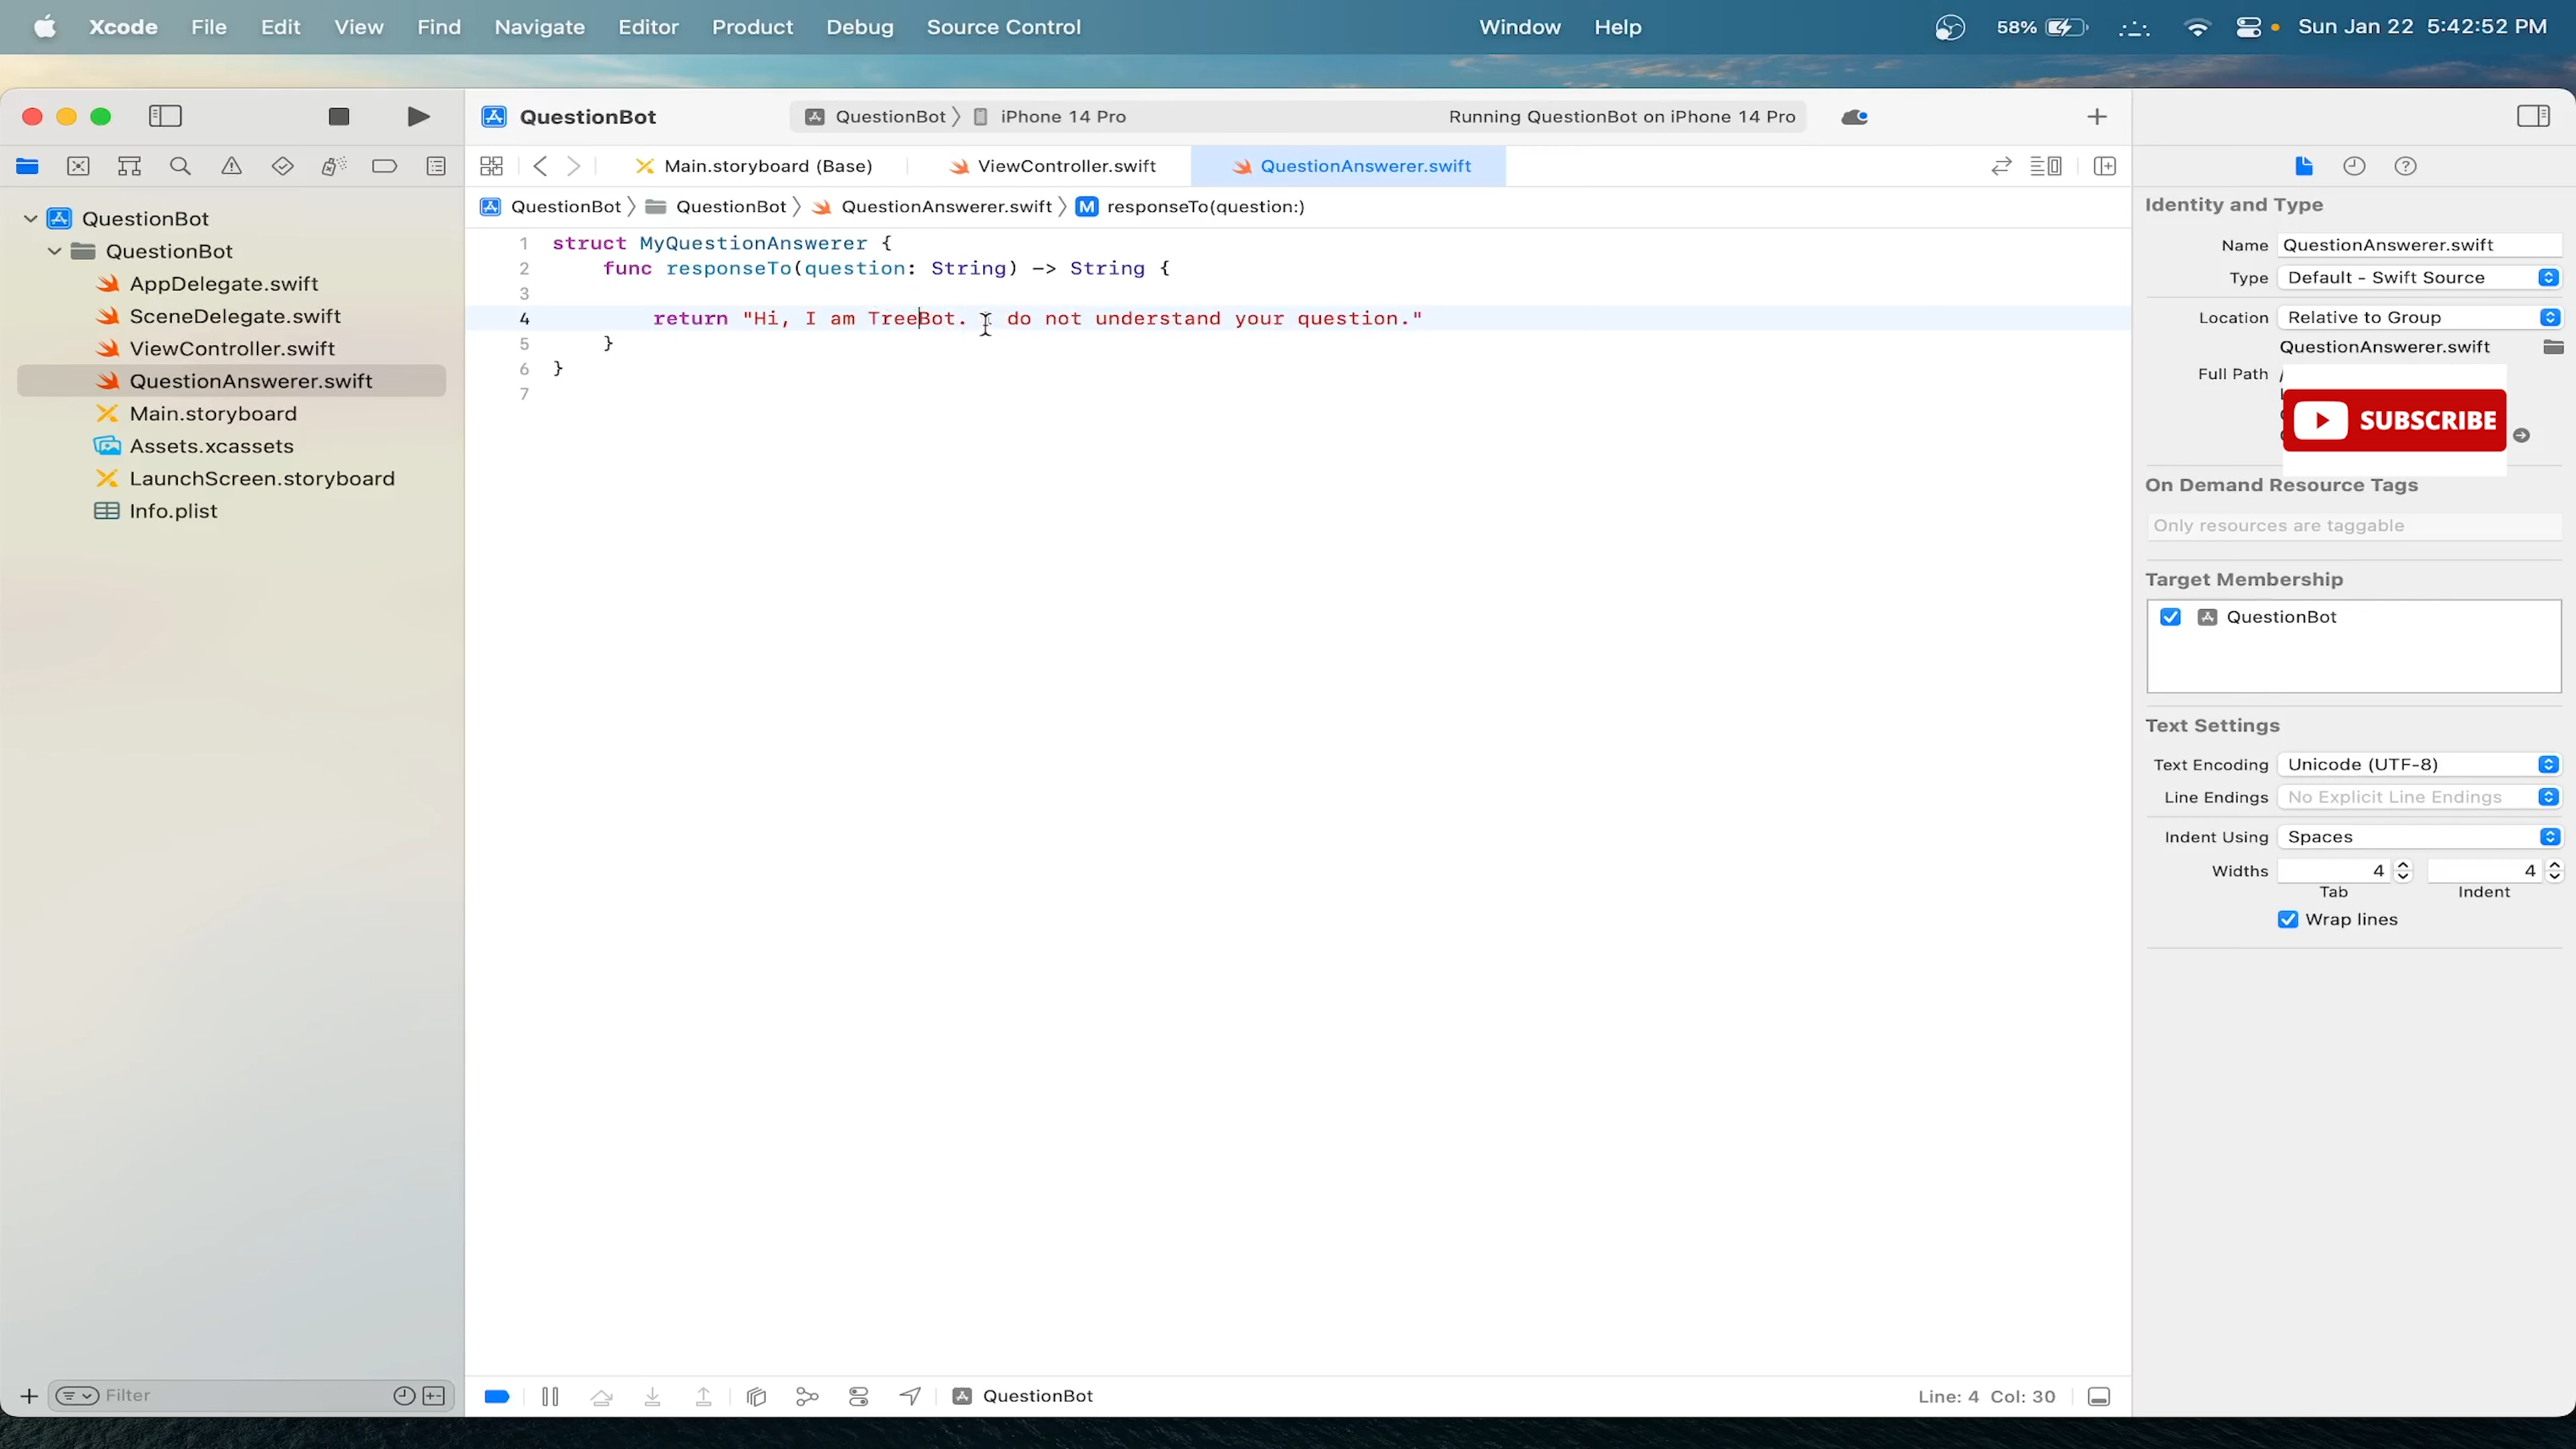 Xcode File Edit View Find Navigate Editor Product Debug Source Control Window Help 58% Sun Jan 22 5:42:52 PM
QuestionBot QuestionBot iPhone 14 Pro Running QuestionBot on iPhone 14 Pro
Main.storyboard (Base) ViewController.swift QuestionAnswerer.swift
QuestionBot QuestionBot QuestionAnswerer.swift M responseTo(question:)
QuestionBot
QuestionBot
AppDelegate.swift
SceneDelegate.swift
ViewController.swift
QuestionAnswerer.swift
Main.storyboard
Assets.xcassets
LaunchScreen.storyboard
Info.plist
Filter
1 struct MyQuestionAnswerer {
2 func responseTo(question: String) -> String {
3
4 return "Hi, I am TreeBot. I do not understand your question."
5 }
6 }
7
QuestionBot
Line: 4 Col: 30
Identity and Type
Name QuestionAnswerer.swift
Type Default - Swift Source
Location Relative to Group
QuestionAnswerer.swift
Full Path /
SUBSCRIBE
On Demand Resource Tags
Only resources are taggable
Target Membership
QuestionBot
Text Settings
Text Encoding Unicode (UTF-8)
Line Endings No Explicit Line Endings
Indent Using Spaces
Widths 4 4
Tab Indent
Wrap lines